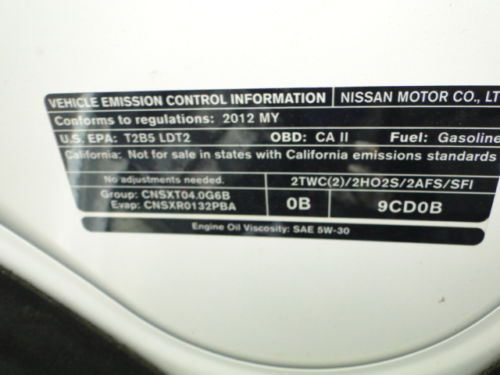 VEHICLE EMISSION CONTROL INFORMATION NISSAN MOTOR CO., LT
Conforms to regulations: 2012 MY
U.S. EPA: T2B5 LDT2 OBD: CA II Fuel: Gasoline
California: Not for sale in states with California emissions standards
No adjustments needed. 2TWC(2)/2HO2S/2AFS/SFI
Group: CNSXT04.0G6B
Evap: CNSXR0132PBA 0B 9CD0B
Engine Oil Viscosity: SAE 5W-30